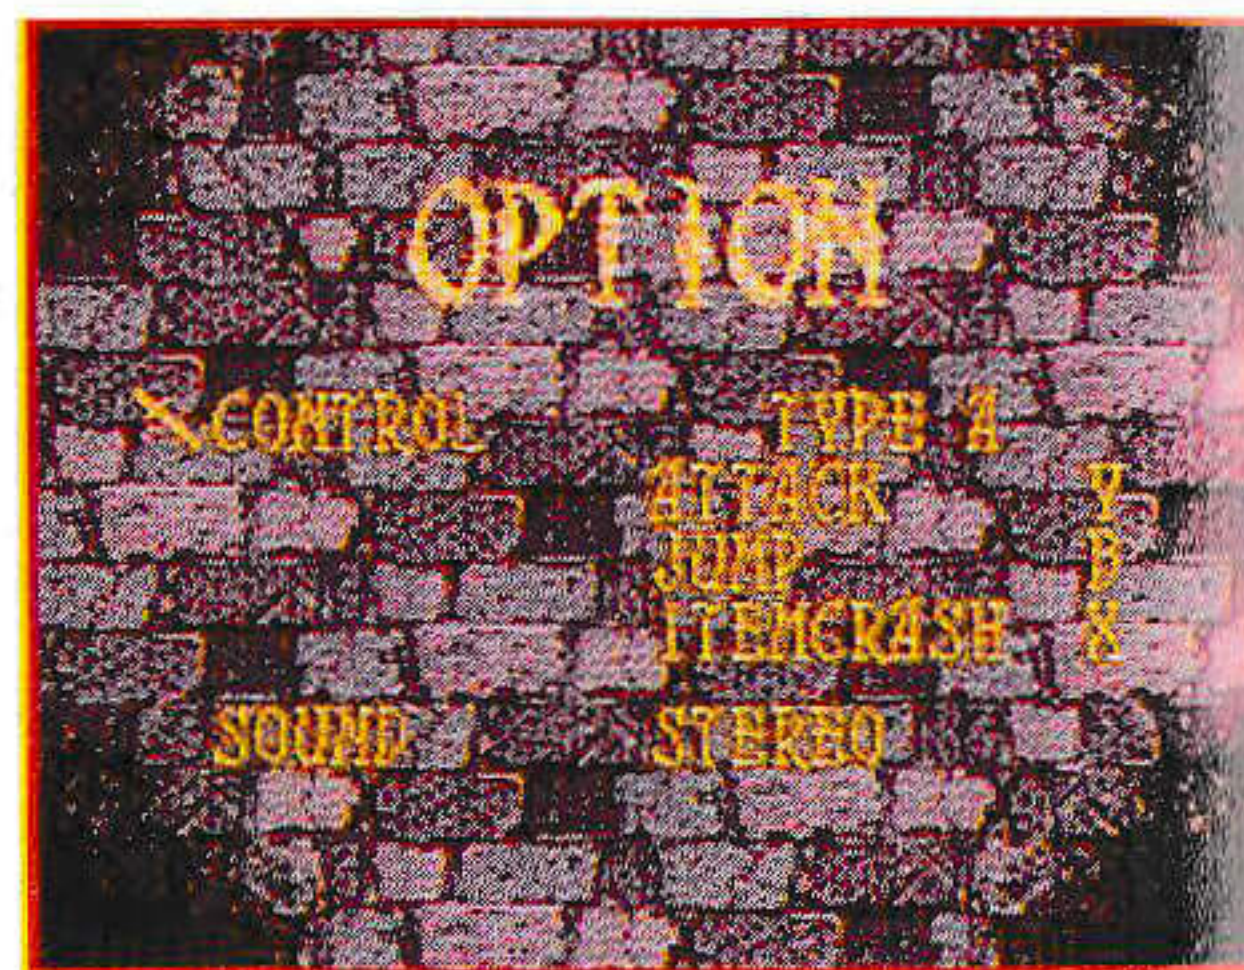 OPTION
CONTROL TYPE A
ATTACK Y
JUMP B
ITEMCRASH X
SOUND STEREO